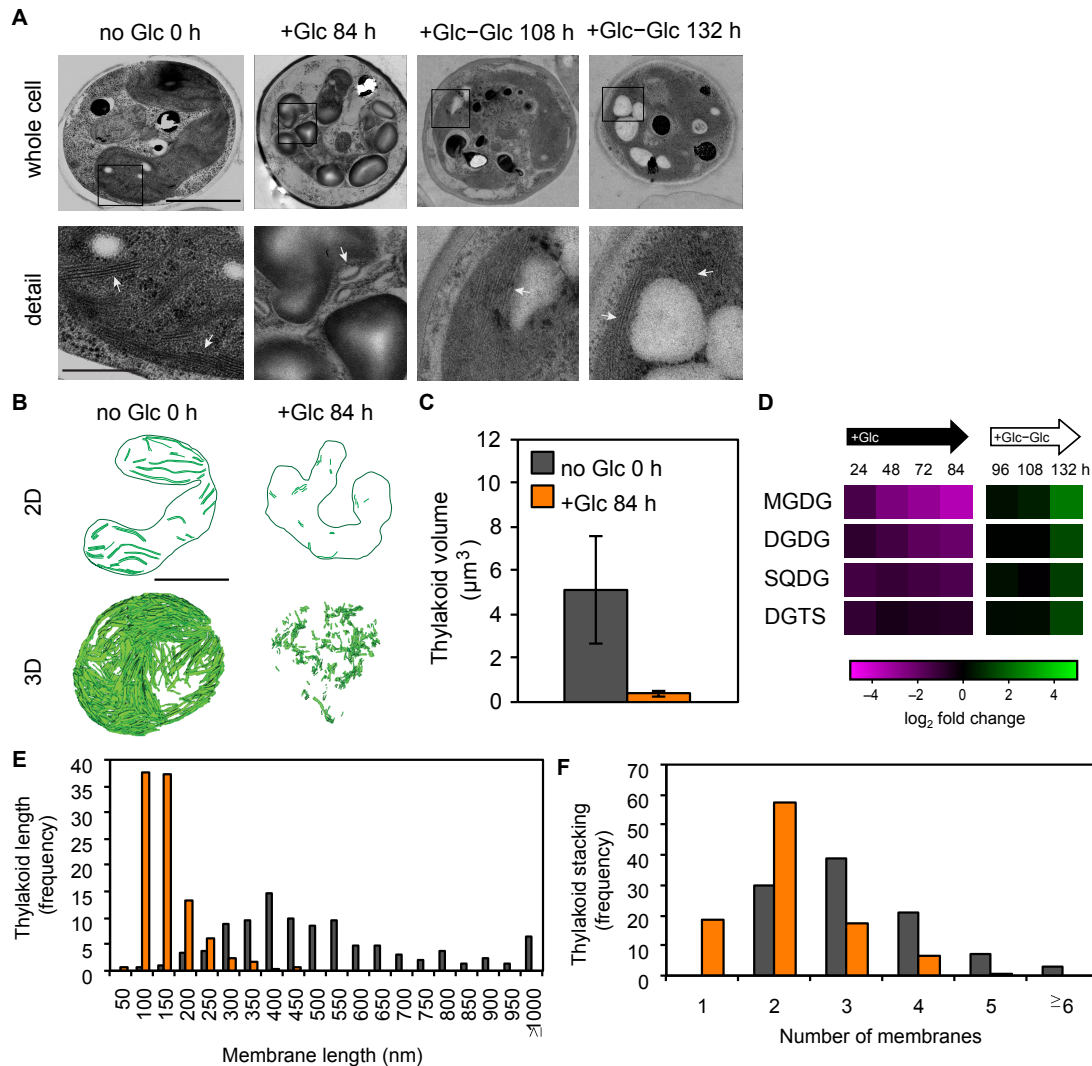 A
no Glc 0 h
+Glc 84 h
+Glc−Glc 108 h
+Glc−Glc 132 h
whole cell
detail
B
no Glc 0 h
+Glc 84 h
2D
3D
C
Thylakoid volume
(µm³)
12
10
8
6
4
2
0
no Glc 0 h
+Glc 84 h
D
+Glc
+Glc−Glc
24 48 72 84
96 108 132 h
MGDG
DGDG
SQDG
DGTS
−4 −2 0 2 4
log₂ fold change
E
Thylakoid length
(frequency)
40
35
30
25
20
15
10
5
0
50 100 150 200 250 300 350 400 450 500 550 600 650 700 750 800 850 900 950 ≥1000
Membrane length (nm)
F
Thylakoid stacking
(frequency)
70
60
50
40
30
20
10
0
1 2 3 4 5 ≥6
Number of membranes